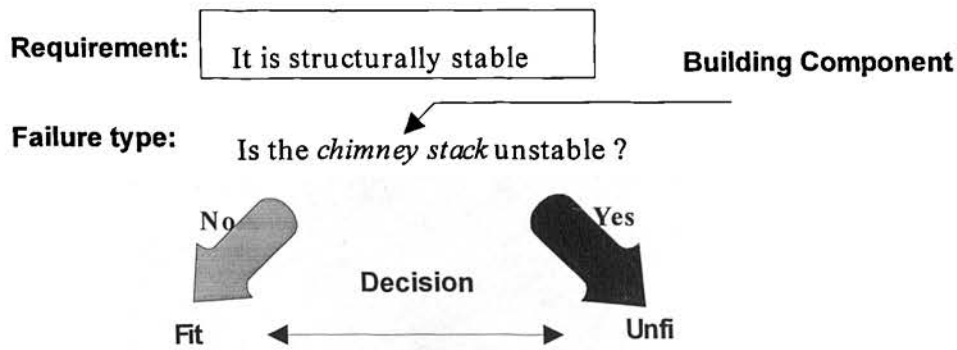 Requirement: It is structurally stable
Building Component
Failure type: Is the chimney stack unstable ?
No Yes
Decision
Fit Unfi